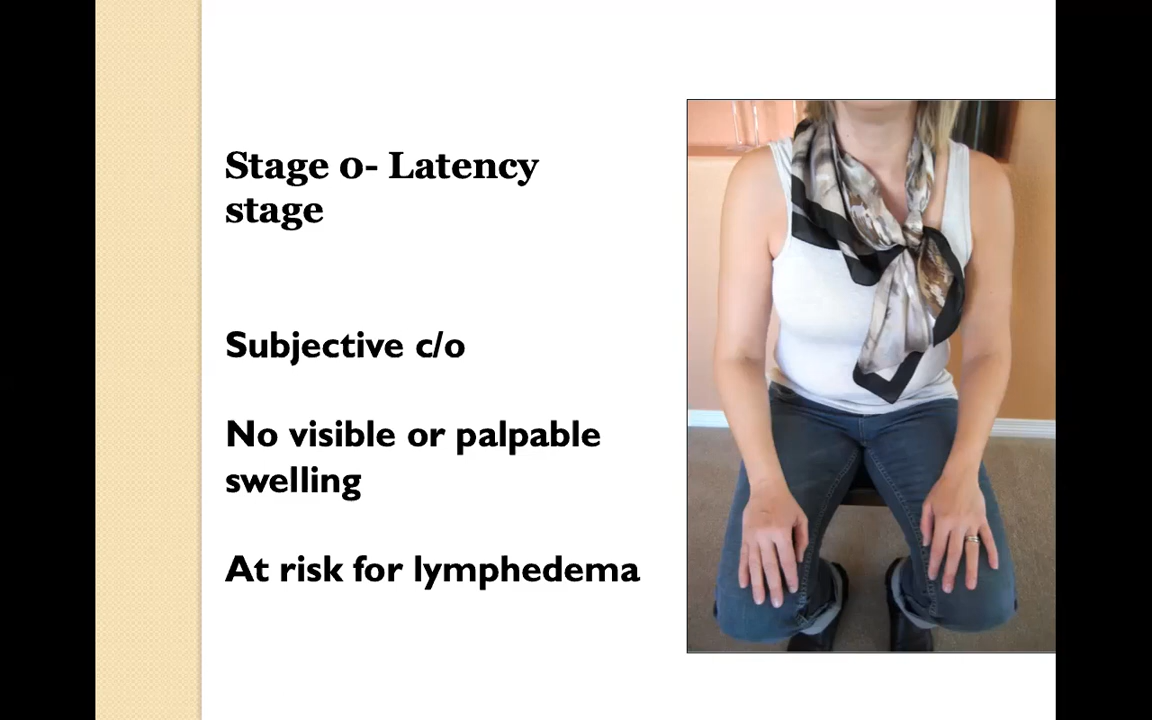 Stage 0- Latency
stage
Subjective c/o
No visible or palpable
swelling
At risk for lymphedema